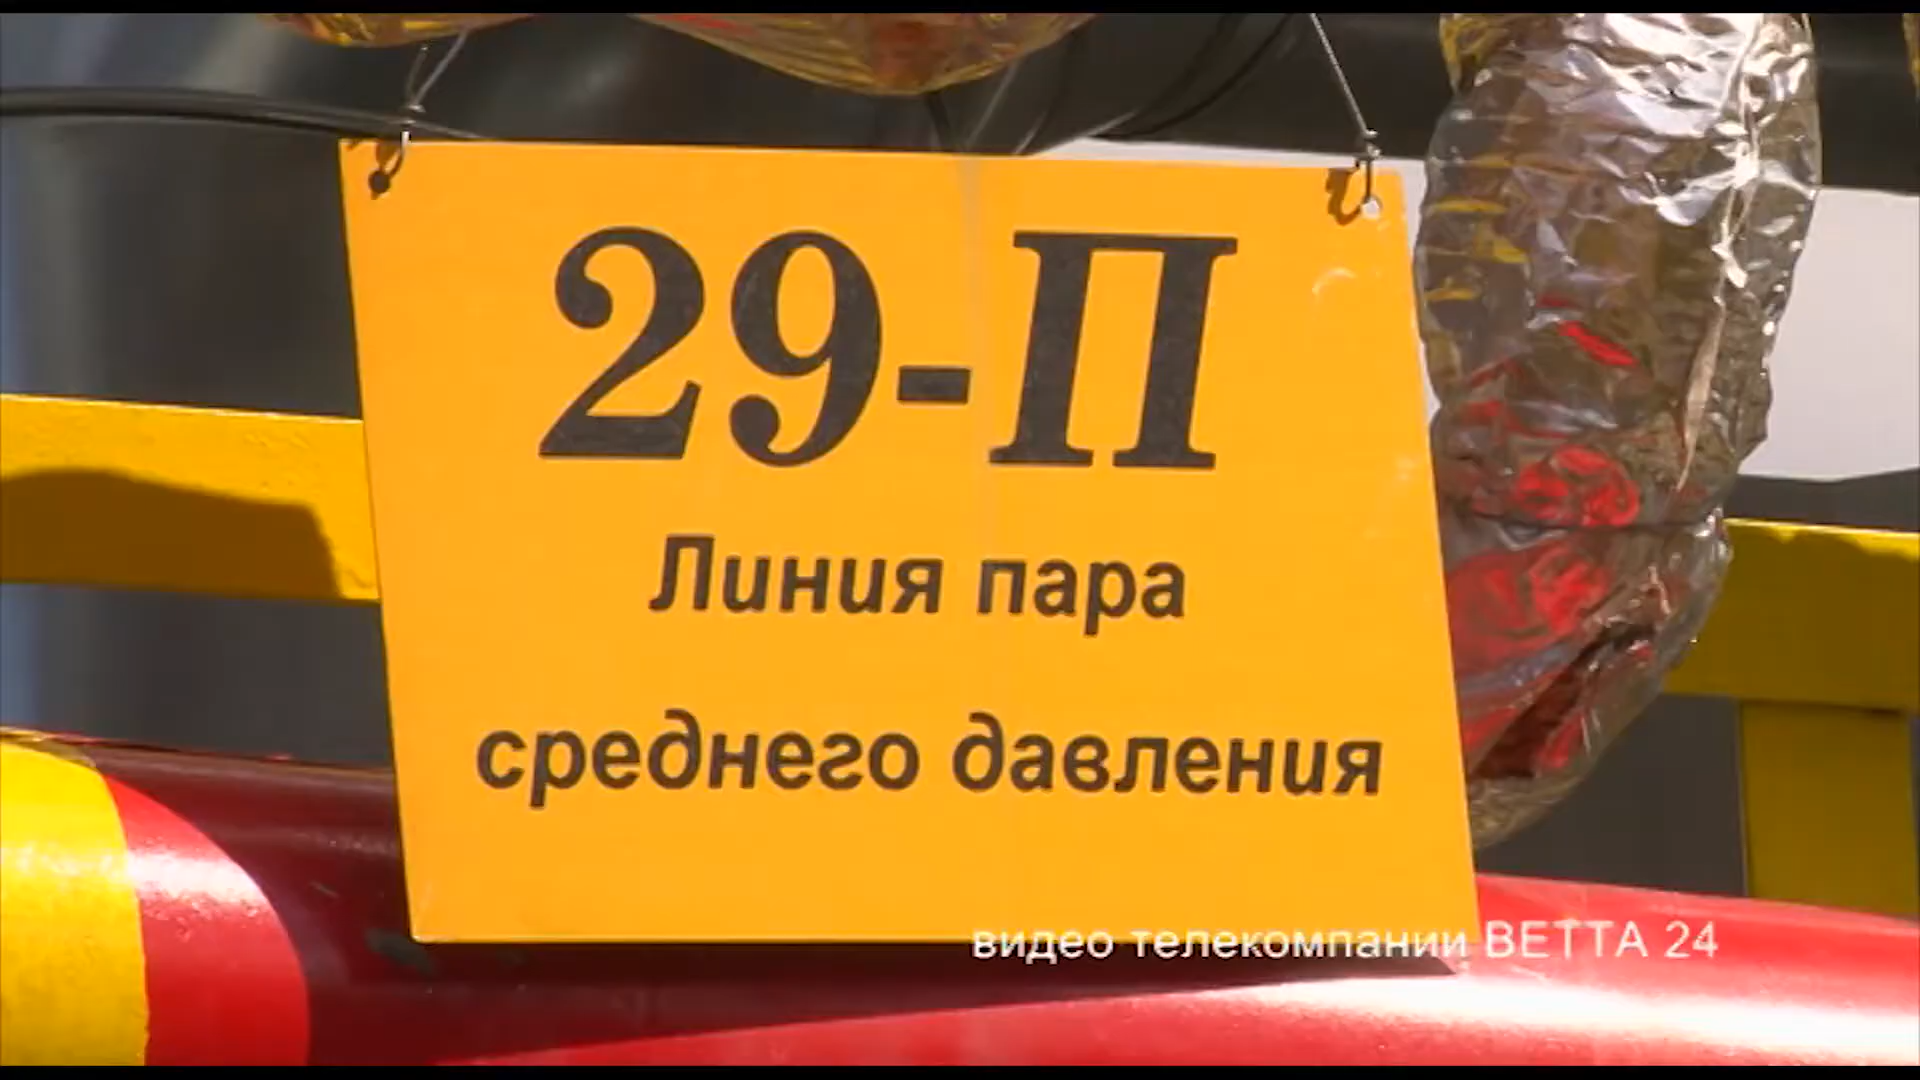 29-П
Линия пара
среднего давления
видео телекомпании ВЕТТА 24